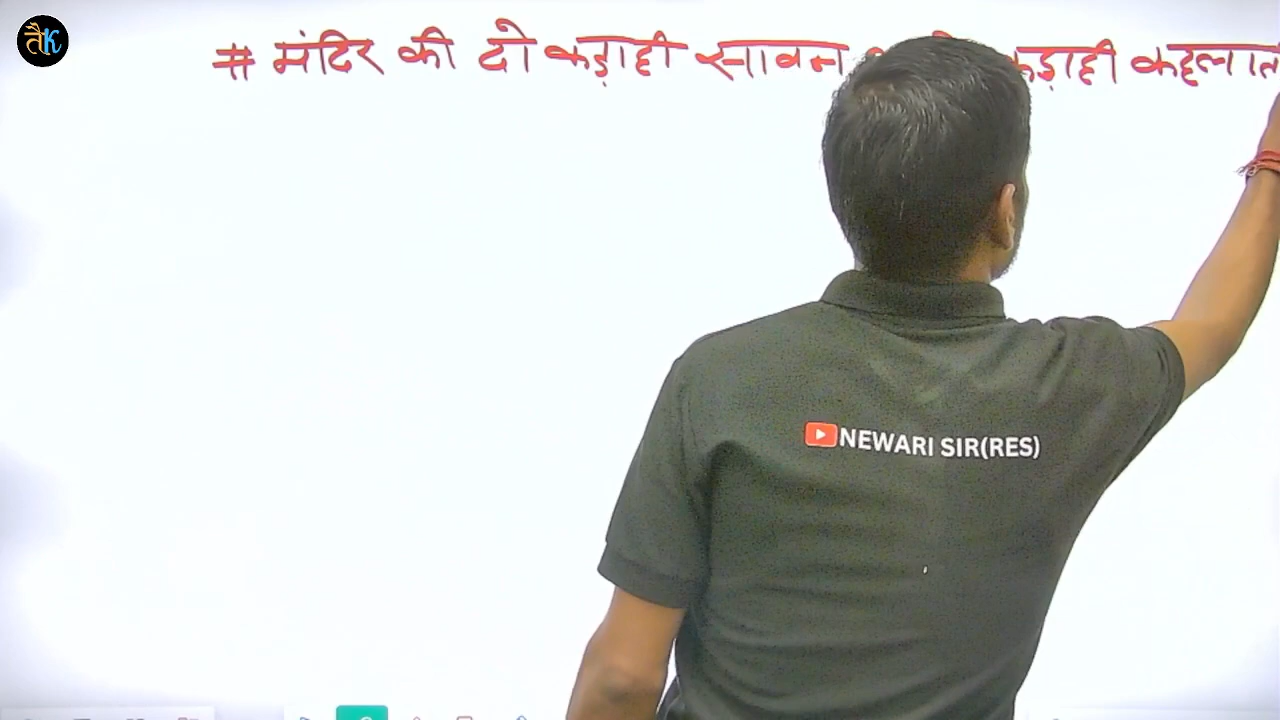 तैk
# मंदिर की दो कड़ाही सावन कड़ाही कहलात
NEWARI SIR(RES)